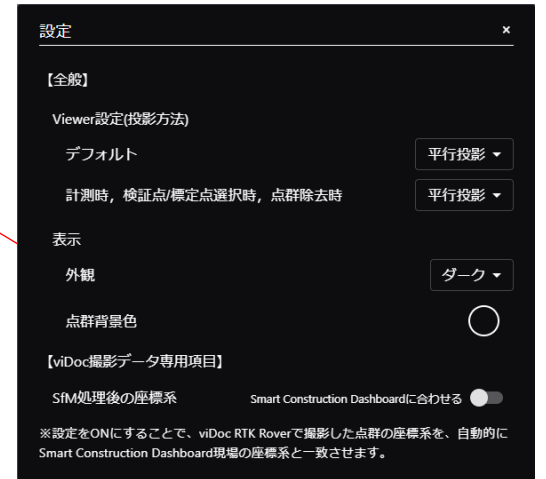 設定 ×
【全般】
Viewer設定(投影方法)
デフォルト 平行投影
計測時，検証点/標定点選択時，点群除去時 平行投影
表示
外観 ダーク
点群背景色
【viDoc撮影データ専用項目】
SfM処理後の座標系 Smart Construction Dashboardに合わせる
※設定をONにすることで、viDoc RTK Roverで撮影した点群の座標系を、自動的に
Smart Construction Dashboard現場の座標系と一致させます。